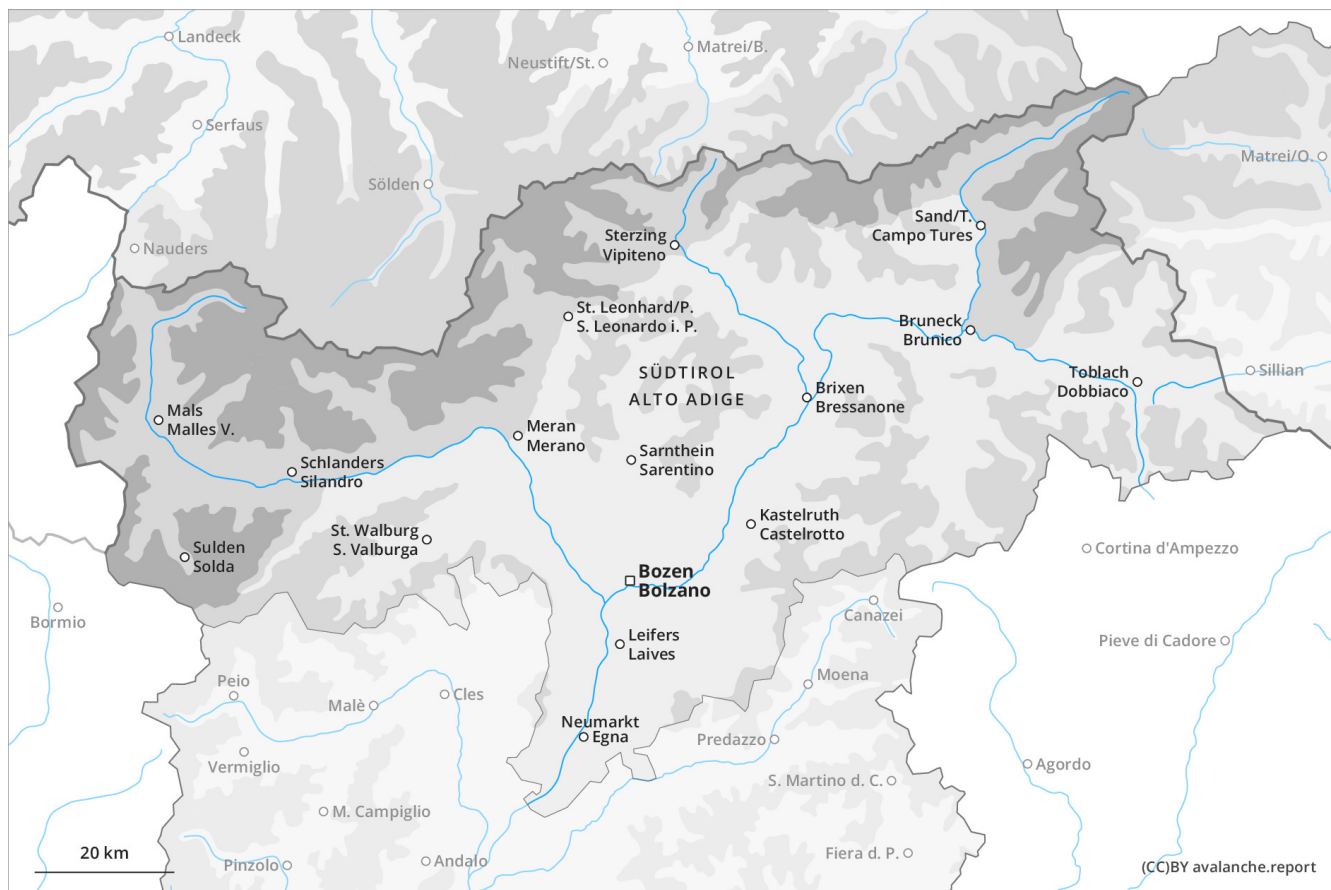 Landeck
Matrei/B.
Neustift/St.
Serfaus
Matrei/O.
Sölden
Sand/T.
Campo Tures
Nauders
Sterzing
Vipiteno
St. Leonhard/P.
S. Leonardo i. P.
Bruneck
Brunico
SÜDTIROL
ALTO ADIGE
Toblach
Dobbiaco
Sillian
Brixen
Bressanone
Mals
Malles V.
Meran
Merano
Sarnthein
Sarentino
Schlanders
Silandro
Kastelruth
Castelrotto
St. Walburg
S. Valburga
Sulden
Solda
Cortina d'Ampezzo
Bozen
Bolzano
Bormio
Canazei
Leifers
Laives
Pieve di Cadore
Peio
Moena
Malè
Cles
Neumarkt
Egna
Predazzo
Vermiglio
Agordo
S. Martino d. C.
M. Campiglio
20 km
Pinzolo
Andalo
Fiera d. P.
(CC)BY avalanche.report